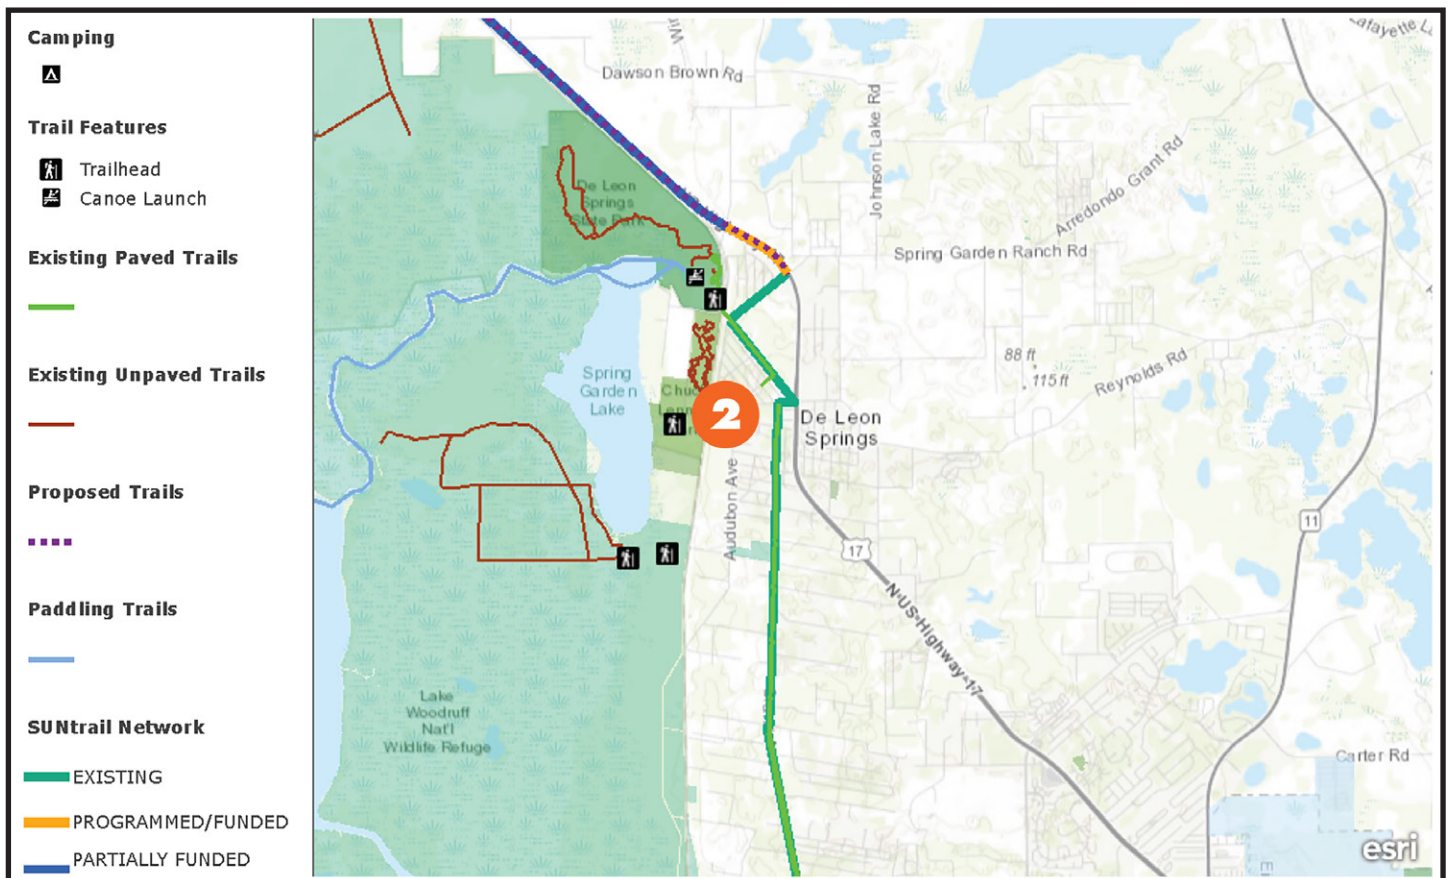 Camping
Trail Features
Trailhead
Canoe Launch
Existing Paved Trails
Existing Unpaved Trails
Proposed Trails
Paddling Trails
SUNtrail Network
EXISTING
PROGRAMMED/FUNDED
PARTIALLY FUNDED
Dawson Brown Rd
Johnson Lake Rd
Arredondo Grant Rd
Spring Garden Ranch Rd
De Leon
Springs
State Park
88 ft
115 ft
Reynolds Rd
Spring
Garden
Lake
2
De Leon
Springs
Audubon Ave
17
11
N US Highway 17
Lake
Woodruff
Nat'l
Wildlife Refuge
Carter Rd
esri